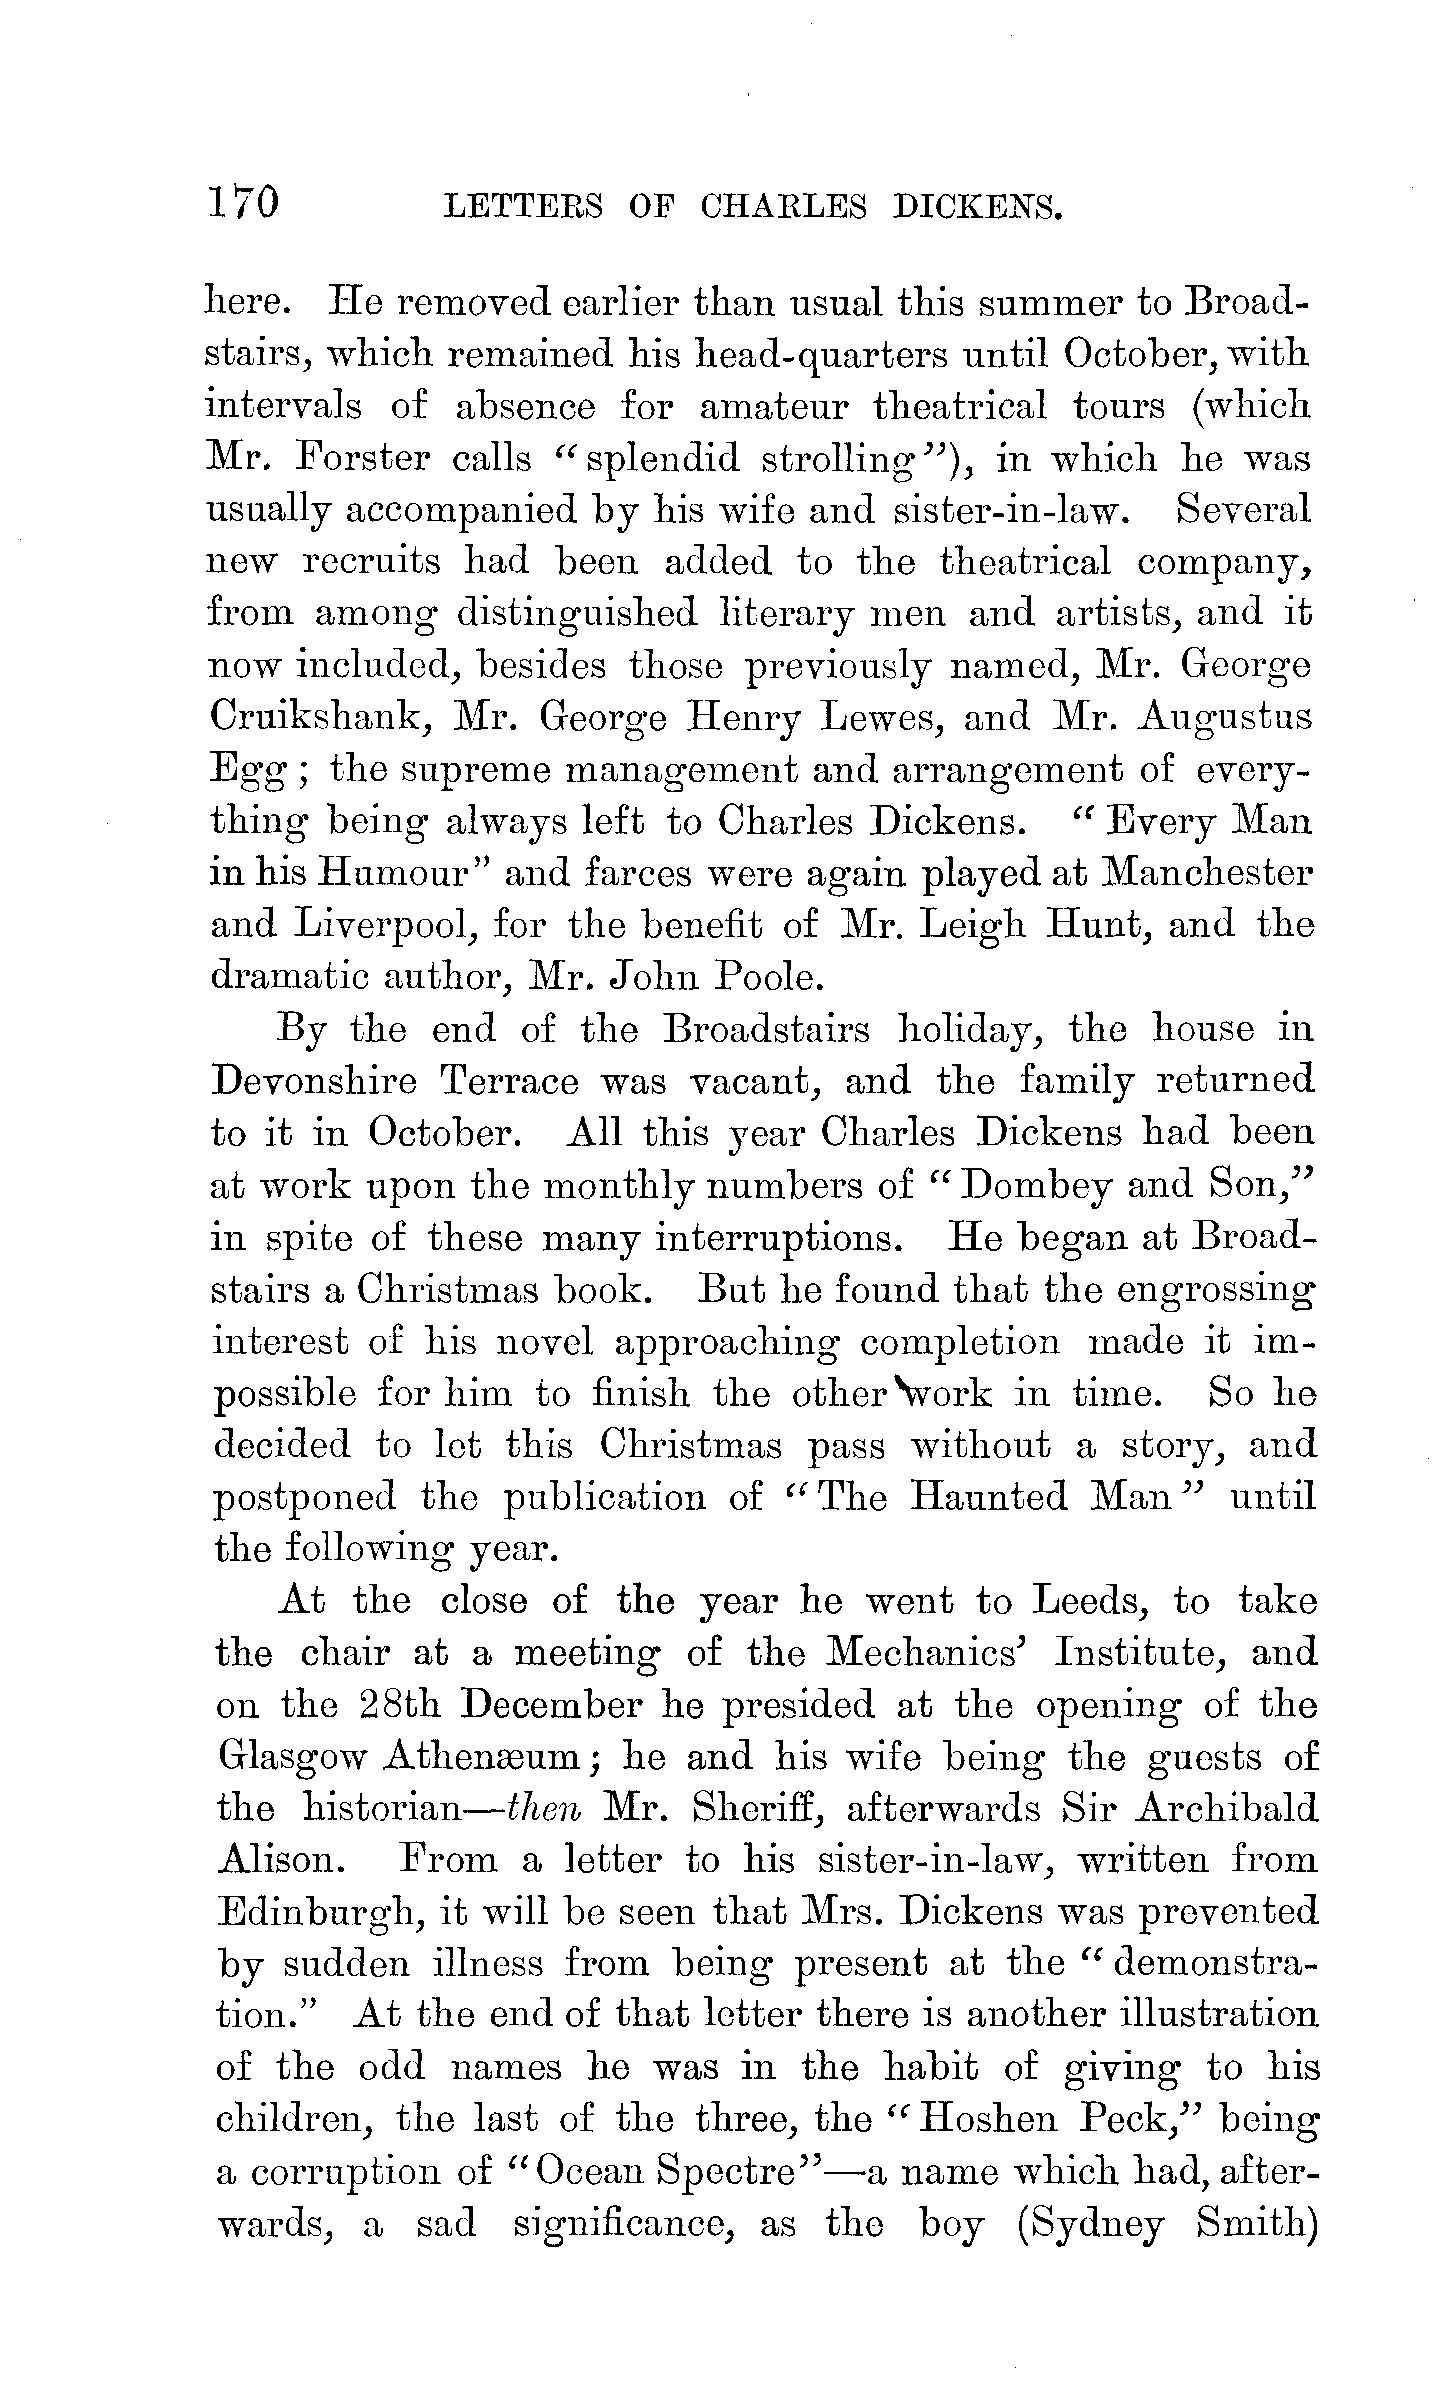 170 LETTERS OF CHARLES DICKENS.
here. He removed earlier than usual this summer to Broad-
stairs, which remained his head-quarters until October, with
intervals of absence for amateur theatrical tours (which
Mr. Forster calls “splendid strolling”), in which he was
usually accompanied by his wife and sister-in-law. Several
new recruits had been added to the theatrical company,
from among distinguished literary men and artists, and it
now included, besides those previously named, Mr. George
Cruikshank, Mr. George Henry Lewes, and Mr. Augustus
Egg; the supreme management and arrangement of every-
thing being always left to Charles Dickens. “Every Man
in his Humour” and farces were again played at Manchester
and Liverpool, for the benefit of Mr. Leigh Hunt, and the
dramatic author, Mr. John Poole.
By the end of the Broadstairs holiday, the house in
Devonshire Terrace was vacant, and the family returned
to it in October. All this year Charles Dickens had been
at work upon the monthly numbers of “Dombey and Son,”
in spite of these many interruptions. He began at Broad-
stairs a Christmas book. But he found that the engrossing
interest of his novel approaching completion made it im-
possible for him to finish the other work in time. So he
decided to let this Christmas pass without a story, and
postponed the publication of “The Haunted Man” until
the following year.
At the close of the year he went to Leeds, to take
the chair at a meeting of the Mechanics’ Institute, and
on the 28th December he presided at the opening of the
Glasgow Athenæum; he and his wife being the guests of
the historian—then Mr. Sheriff, afterwards Sir Archibald
Alison. From a letter to his sister-in-law, written from
Edinburgh, it will be seen that Mrs. Dickens was prevented
by sudden illness from being present at the “demonstra-
tion.” At the end of that letter there is another illustration
of the odd names he was in the habit of giving to his
children, the last of the three, the “Hoshen Peck,” being
a corruption of “Ocean Spectre”—a name which had, after-
wards, a sad significance, as the boy (Sydney Smith)